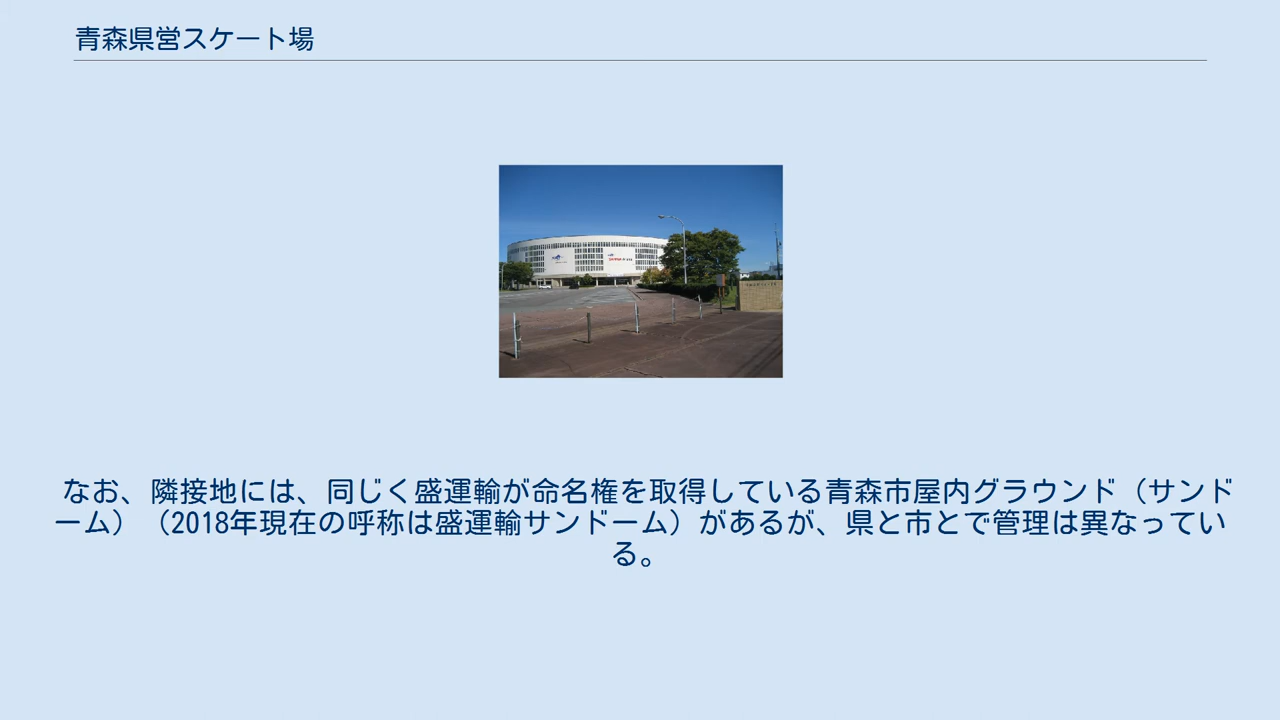 青森県営スケート場
なお、隣接地には、同じく盛運輸が命名権を取得している青森市屋内グラウンド（サンド
ーム）（2018年現在の呼称は盛運輸サンドーム）があるが、県と市とで管理は異なってい
る。